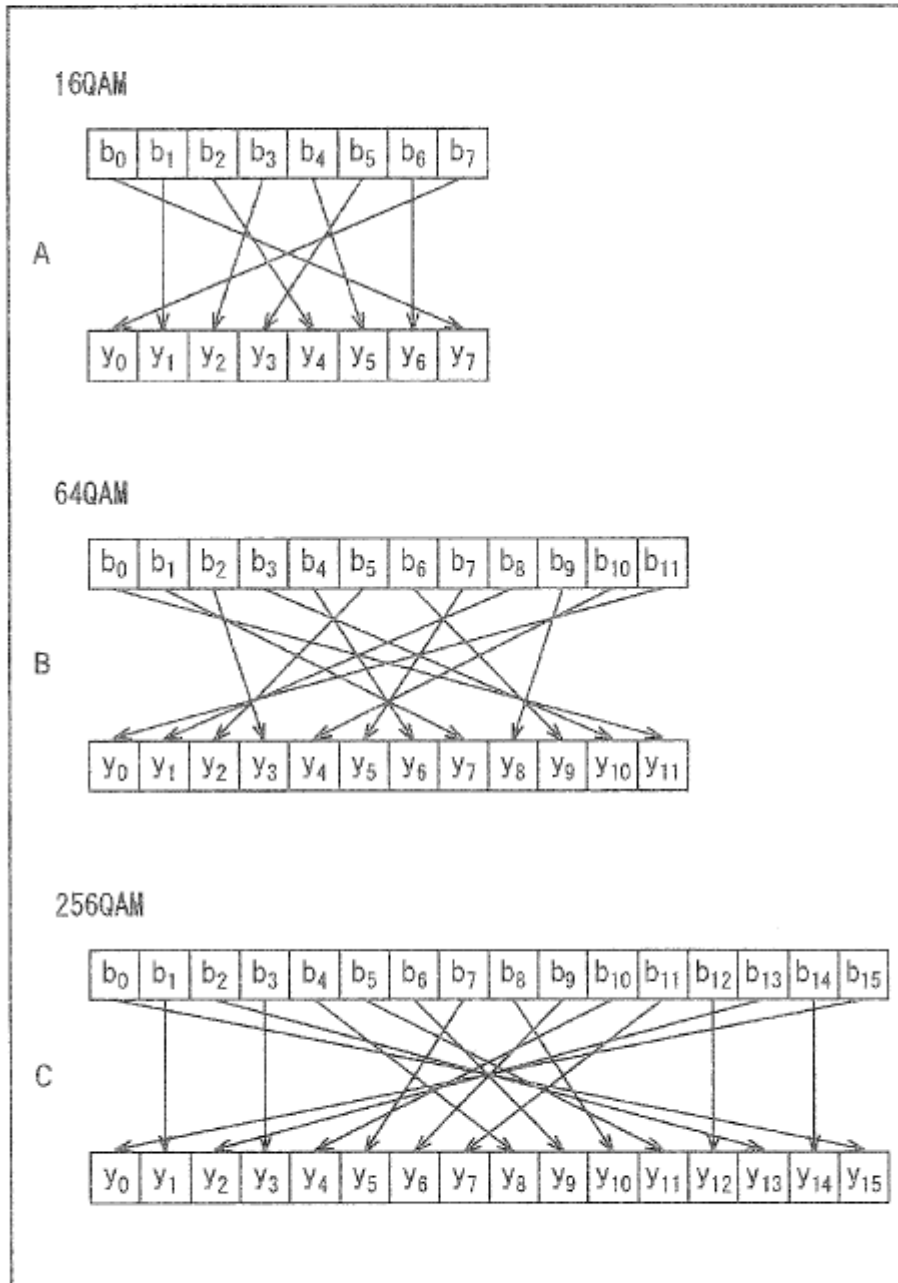 16QAM
b0 b1 b2 b3 b4 b5 b6 b7
A
y0 y1 y2 y3 y4 y5 y6 y7
64QAM
b0 b1 b2 b3 b4 b5 b6 b7 b8 b9 b10 b11
B
y0 y1 y2 y3 y4 y5 y6 y7 y8 y9 y10 y11
256QAM
b0 b1 b2 b3 b4 b5 b6 b7 b8 b9 b10 b11 b12 b13 b14 b15
C
y0 y1 y2 y3 y4 y5 y6 y7 y8 y9 y10 y11 y12 y13 y14 y15